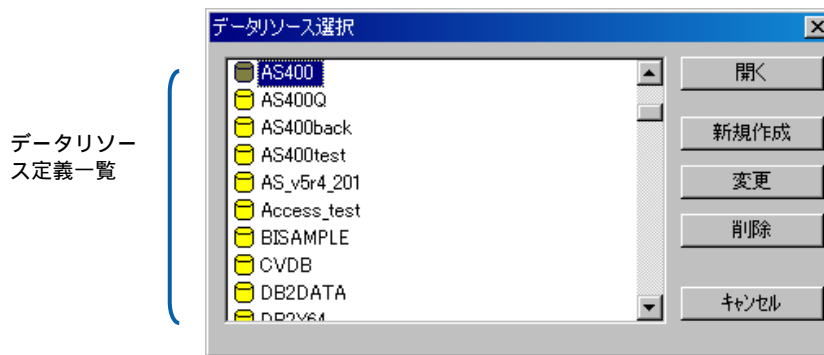 データリソース選択
データリソー
ス定義一覧
AS400
AS400Q
AS400back
AS400test
AS_v5r4_201
Access_test
BISAMPLE
CVDB
DB2DATA
DB2Y64
開く
新規作成
変更
削除
キャンセル